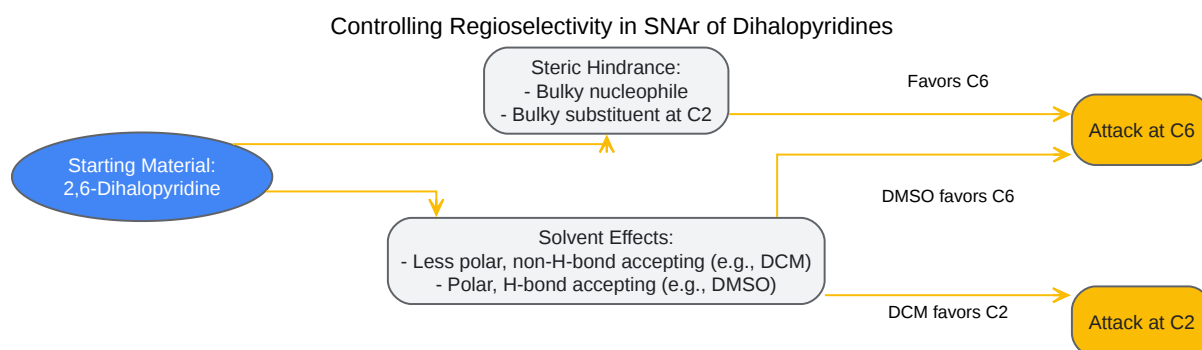 Controlling Regioselectivity in SNAr of Dihalopyridines
Steric Hindrance:
- Bulky nucleophile
- Bulky substituent at C2
Favors C6
Attack at C6
Starting Material:
2,6-Dihalopyridine
DMSO favors C6
Solvent Effects:
- Less polar, non-H-bond accepting (e.g., DCM)
- Polar, H-bond accepting (e.g., DMSO)
DCM favors C2
Attack at C2